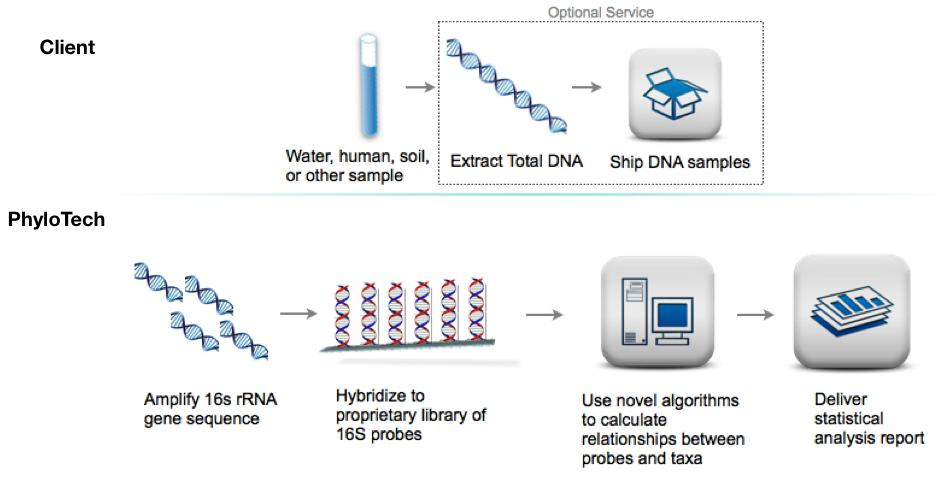 Optional Service
Client
Water, human, soil,
or other sample
Extract Total DNA
Ship DNA samples
PhyloTech
Amplify 16s rRNA
gene sequence
Hybridize to
proprietary library of
16S probes
Use novel algorithms
to calculate
relationships between
probes and taxa
Deliver
statistical
analysis report